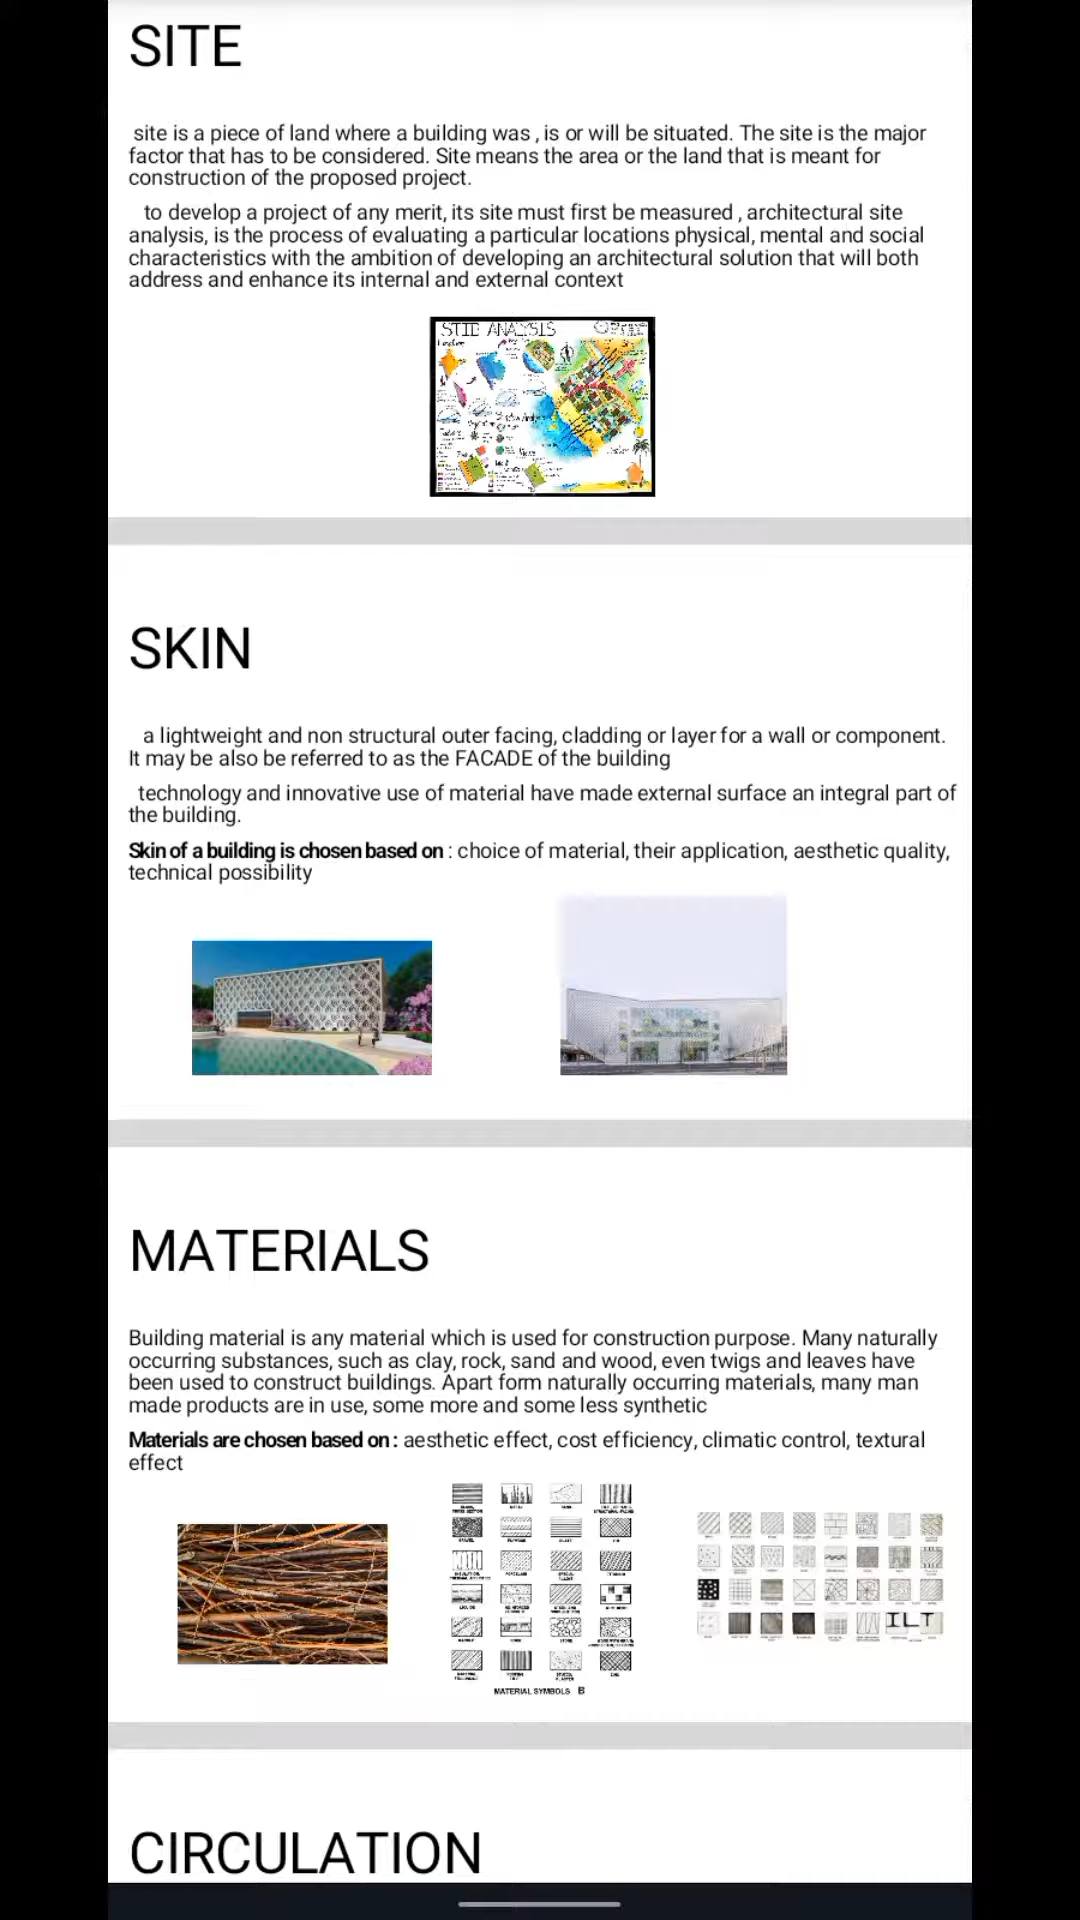 SITE
site is a piece of land where a building was , is or will be situated. The site is the major
factor that has to be considered. Site means the area or the land that is meant for
construction of the proposed project.
to develop a project of any merit, its site must first be measured , architectural site
analysis, is the process of evaluating a particular locations physical, mental and social
characteristics with the ambition of developing an architectural solution that will both
address and enhance its internal and external context
ANALYSIS
SKIN
a lightweight and non structural outer facing, cladding or layer for a wall or component.
It may be also be referred to as the FACADE of the building
technology and innovative use of material have made external surface an integral part of
the building.
Skin of a building is chosen based on : choice of material, their application, aesthetic quality,
technical possibility
MATERIALS
Building material is any material which is used for construction purpose. Many naturally
occurring substances, such as clay, rock, sand and wood, even twigs and leaves have
been used to construct buildings. Apart form naturally occurring materials, many man
made products are in use, some more and some less synthetic
Materials are chosen based on : aesthetic effect, cost efficiency, climatic control, textural
effect
GRAVEL
PLYWOOD
PORCELAIN
STONE
MATERIAL SYMBOLS B
CIRCULATION